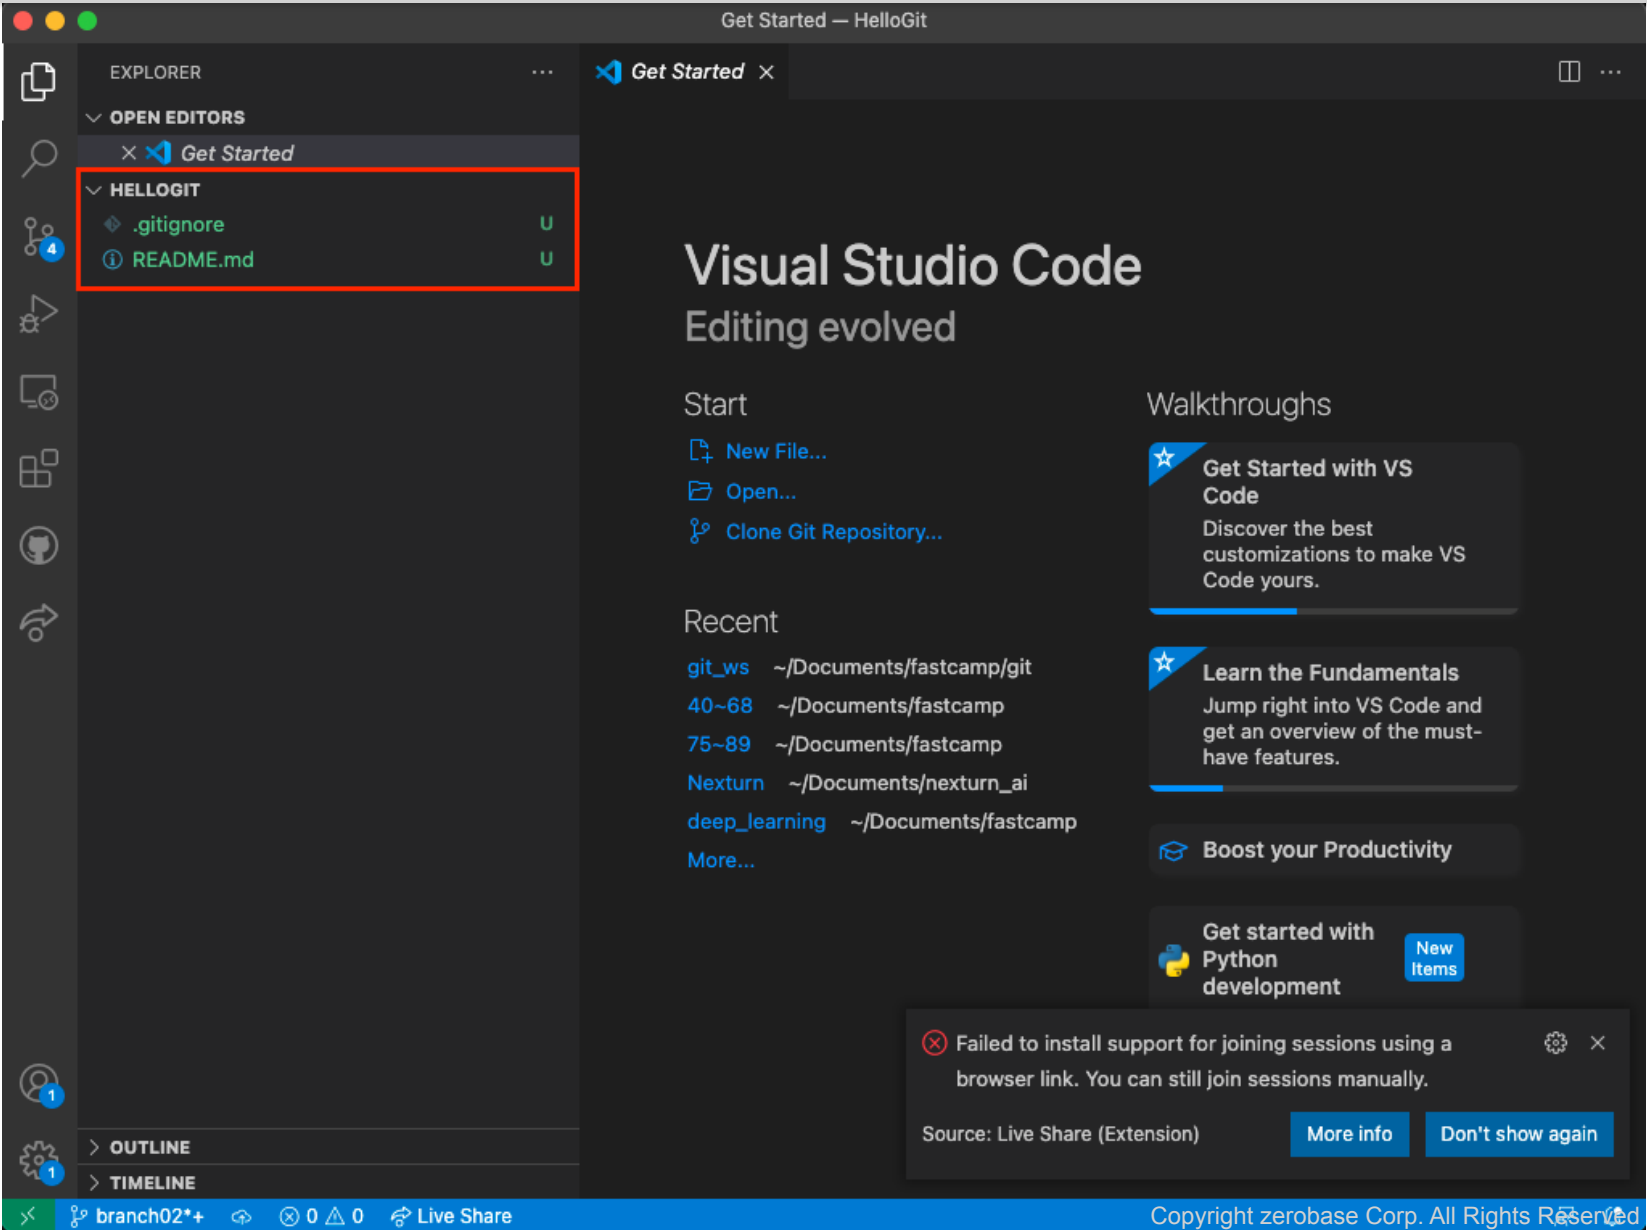 Get Started — HelloGit
EXPLORER
Get Started
OPEN EDITORS
Get Started
HELLOGIT
.gitignore U
README.md U
4
Visual Studio Code
Editing evolved
Start
New File...
Open...
Clone Git Repository...
Recent
git_ws ~/Documents/fastcamp/git
40~68 ~/Documents/fastcamp
75~89 ~/Documents/fastcamp
Nexturn ~/Documents/nexturn_ai
deep_learning ~/Documents/fastcamp
More...
Walkthroughs
Get Started with VS
Code
Discover the best
customizations to make VS
Code yours.
Learn the Fundamentals
Jump right into VS Code and
get an overview of the must-
have features.
Boost your Productivity
Get started with
Python
development
New
Items
Failed to install support for joining sessions using a
browser link. You can still join sessions manually.
Source: Live Share (Extension)
More info
Don't show again
1
1
OUTLINE
TIMELINE
branch02*+ 0 0 Live Share
Copyright zerobase Corp. All Rights Reserved